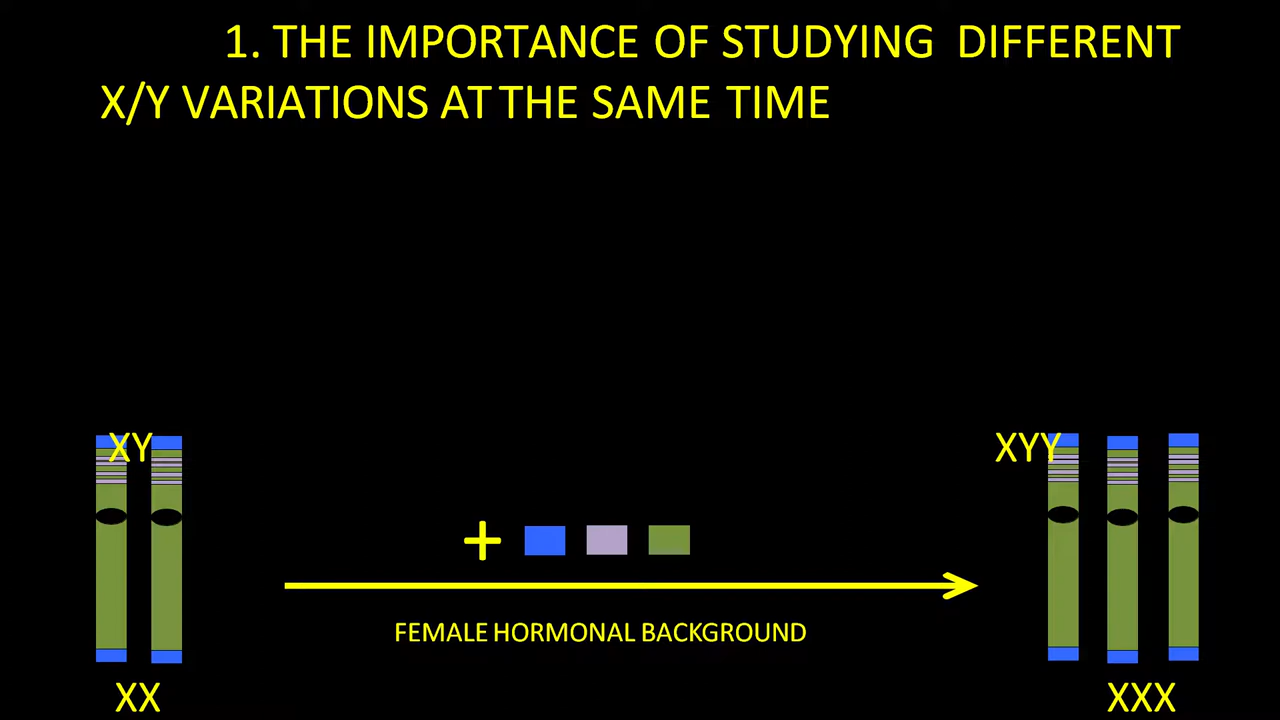 1. THE IMPORTANCE OF STUDYING DIFFERENT
X/Y VARIATIONS AT THE SAME TIME
XY
XYY
+
FEMALE HORMONAL BACKGROUND
XX
XXX